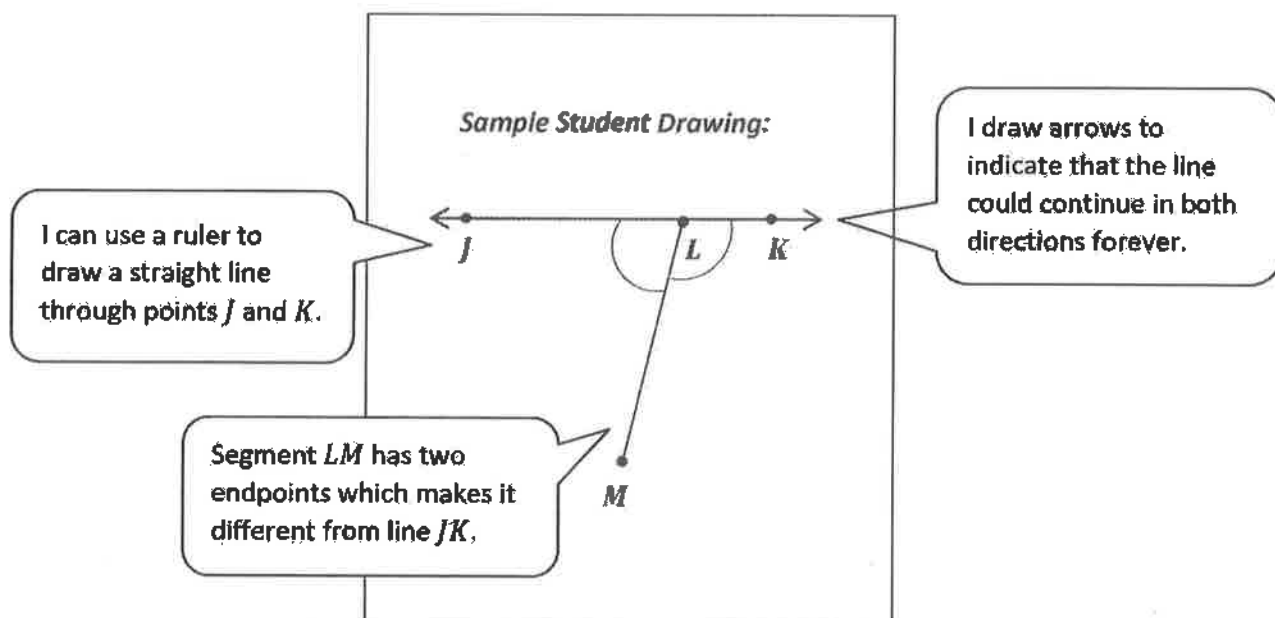 Sample Student Drawing:
I draw arrows to
indicate that the line
could continue in both
directions forever.
I can use a ruler to
draw a straight line
through points J and K.
J
L
K
Segment LM has two
endpoints which makes it
different from line JK.
M